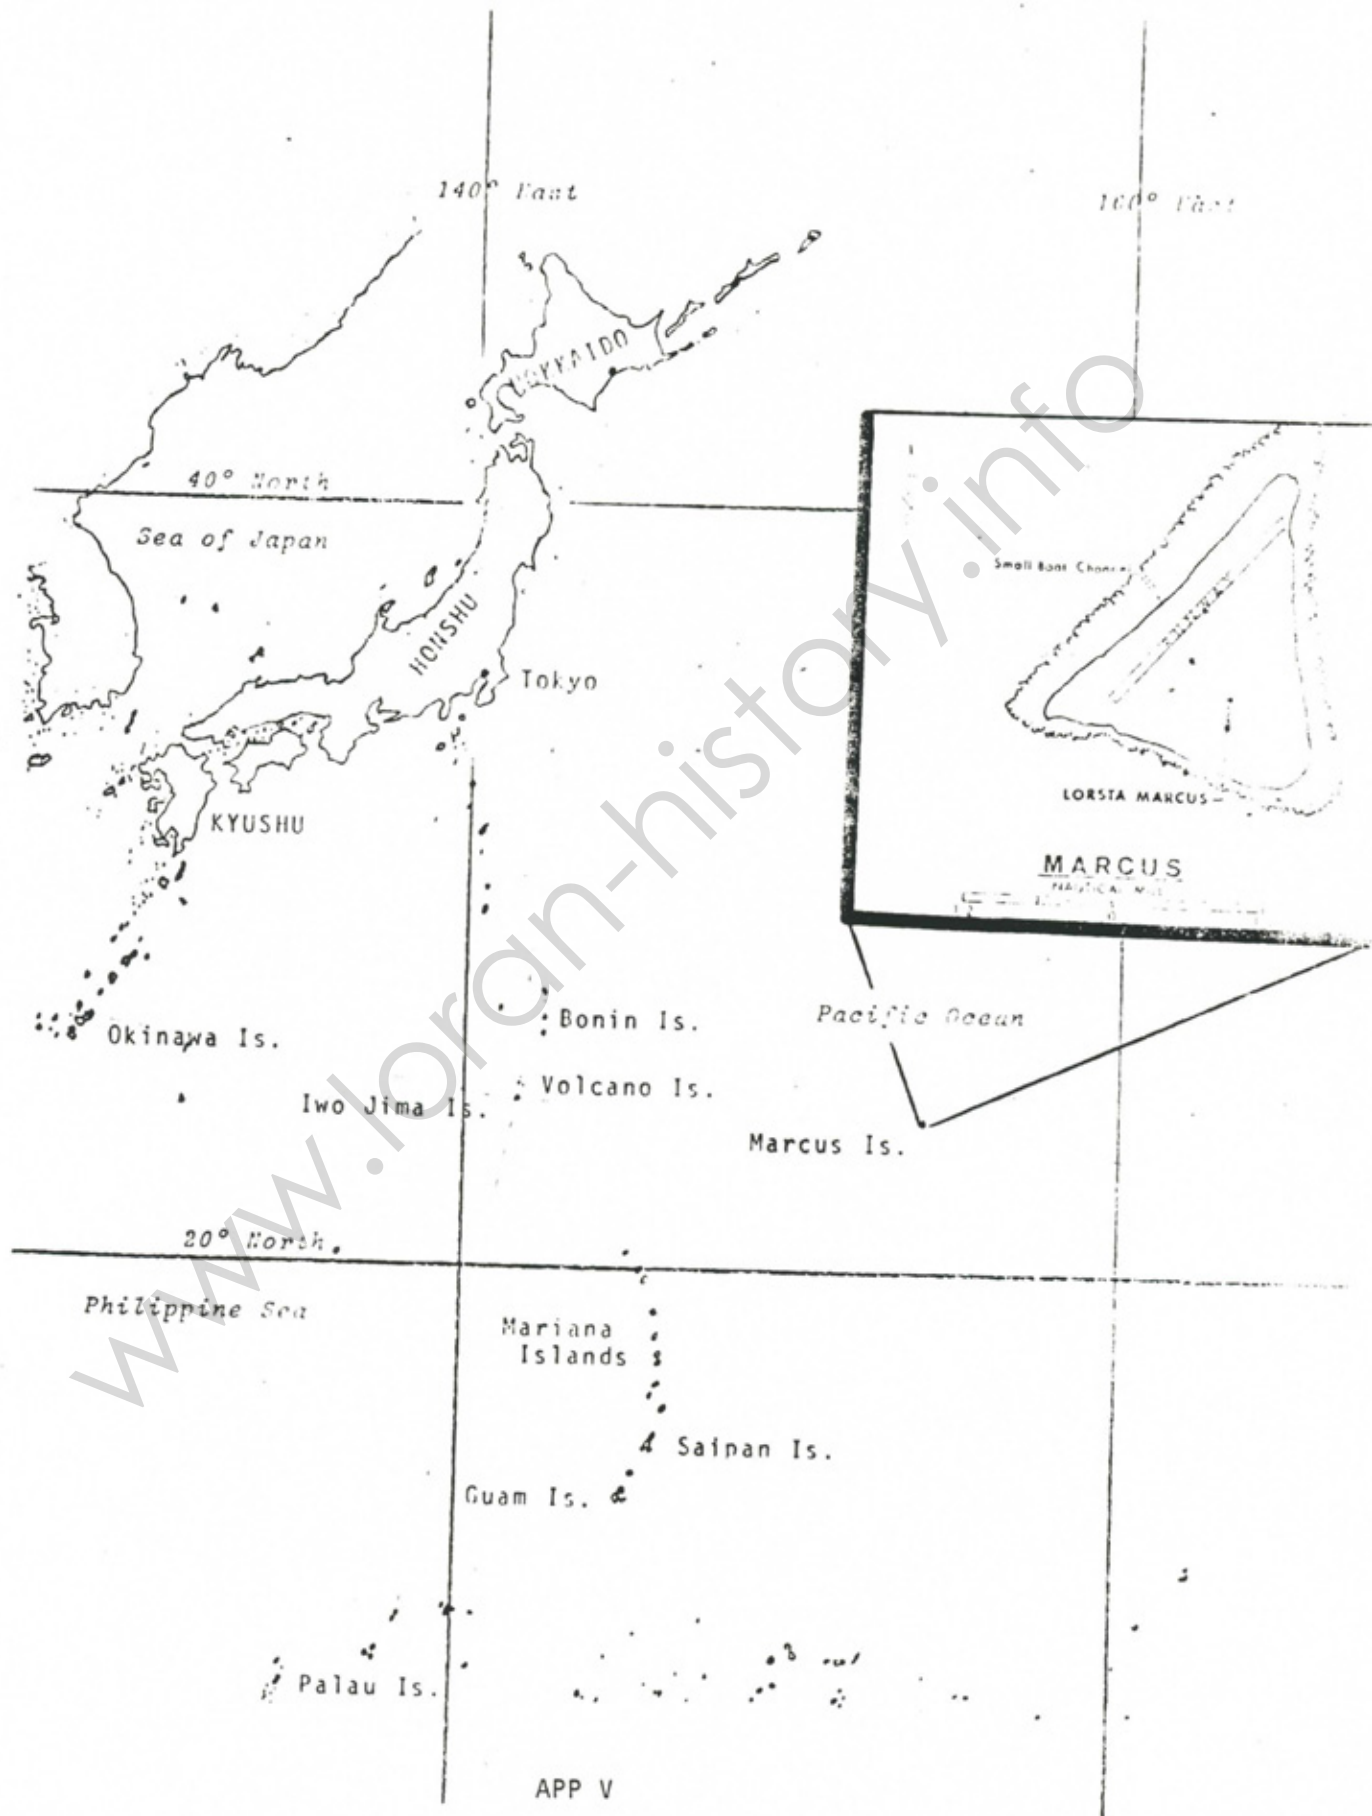 140° East
160° East
HOKKAIDO
40° North
Sea of Japan
HONSHU
Tokyo
KYUSHU
Small Boat
LORSTA MARCUS
MARCUS
NAUTICAL
Okinawa Is.
Bonin Is.
Pacific Ocean
Volcano Is.
Iwo Jima Is.
Marcus Is.
20° North
Philippine Sea
Mariana
Islands
Saipan Is.
Guam Is.
Palau Is.
APP V
www.loran-history.info